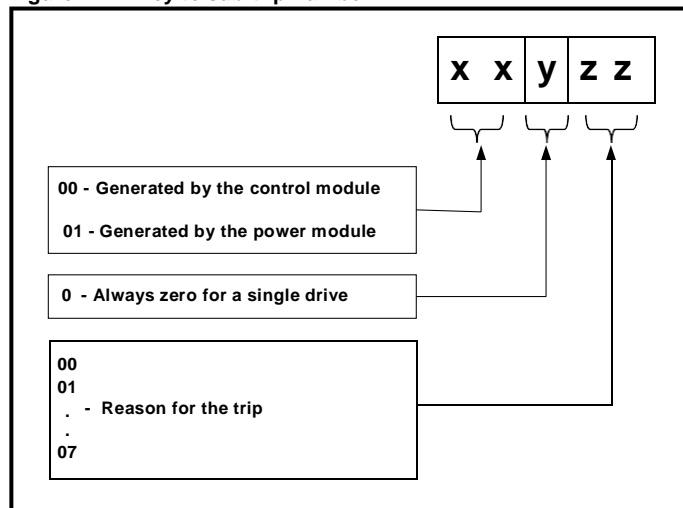 x x y z z
00 - Generated by the control module
01 - Generated by the power module
0 - Always zero for a single drive
00
01
. - Reason for the trip
.
07